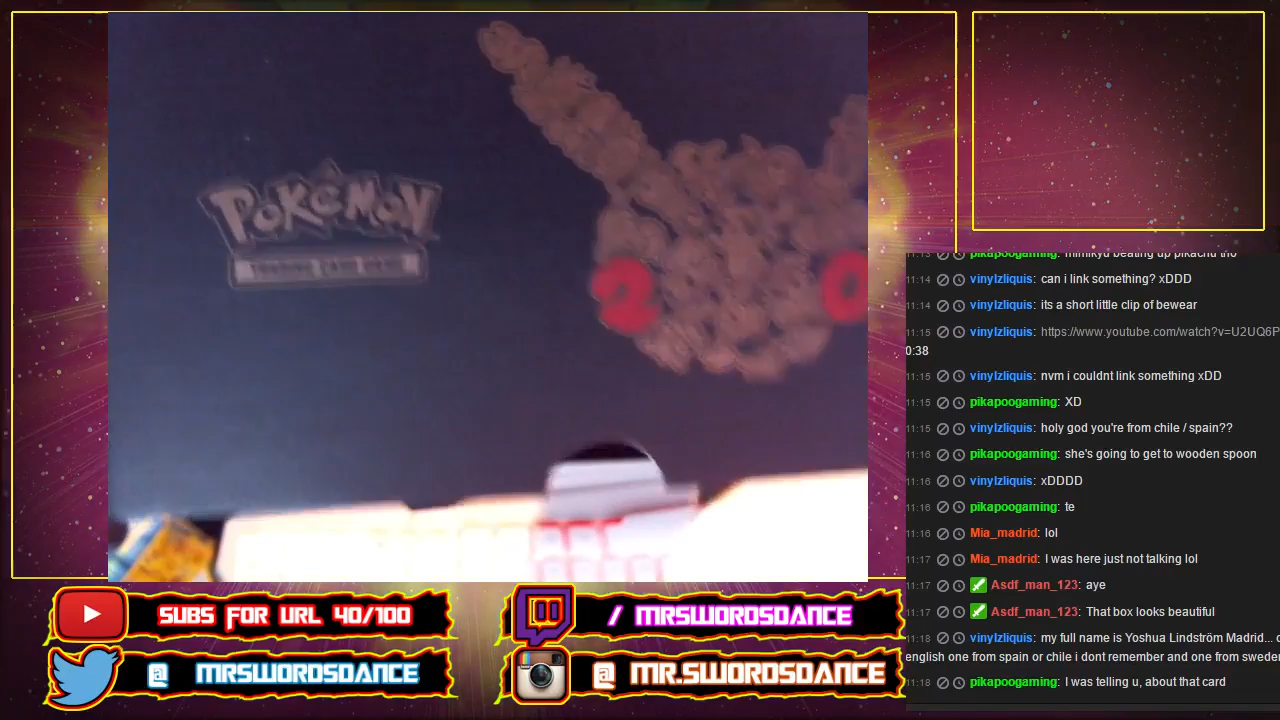 POKéMON
TRADING CARD GAME
2 0
pikapoogaming: mimikyu beating up pikachu tho
11:14 vinylzliquis: can i link something? xDDD
11:14 vinylzliquis: its a short little clip of bewear
11:15 vinylzliquis: https://www.youtube.com/watch?v=U2UQ6P
0:38
11:15 vinylzliquis: nvm i couldnt link something xDD
11:15 pikapoogaming: XD
11:15 vinylzliquis: holy god you're from chile / spain??
11:16 pikapoogaming: she's going to get to wooden spoon
11:16 vinylzliquis: xDDDD
11:16 pikapoogaming: te
11:16 Mia_madrid: lol
11:17 Mia_madrid: I was here just not talking lol
11:17 Asdf_man_123: aye
11:17 Asdf_man_123: That box looks beautiful
11:18 vinylzliquis: my full name is Yoshua Lindström Madrid...
english one from spain or chile i dont remember and one from sweden
11:18 pikapoogaming: I was telling u, about that card
SUBS FOR URL 40/100
/ MRSWORDSDANCE
@ MRSWORDSDANCE
@ MR.SWORDSDANCE